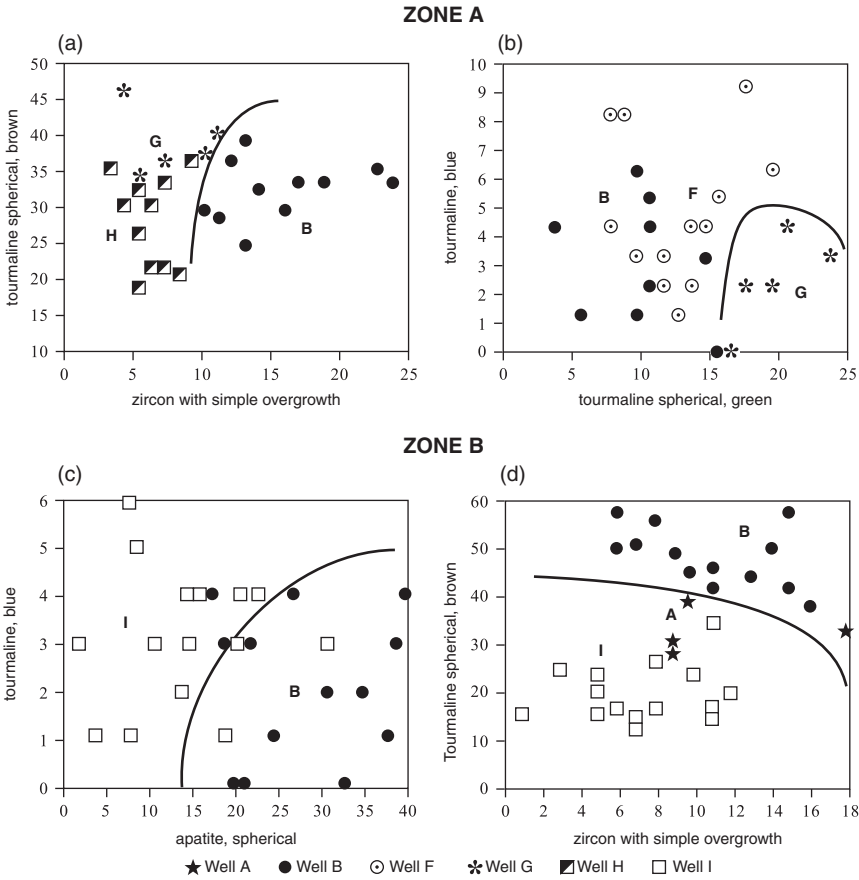 ZONE A
(a)
50
45
40
35
30
25
20
15
10
tourmaline spherical, brown
G
H
B
0 5 10 15 20 25
zircon with simple overgrowth
(b)
10
9
8
7
6
5
4
3
2
1
0
tourmaline, blue
B
F
G
0 5 10 15 20 25
tourmaline spherical, green
ZONE B
(c)
6
5
4
3
2
1
0
tourmaline, blue
I
B
0 5 10 15 20 25 30 35 40
apatite, spherical
(d)
60
50
40
30
20
10
0
Tourmaline spherical, brown
B
A
I
0 2 4 6 8 10 12 14 16 18
zircon with simple overgrowth
Well A Well B Well F Well G Well H Well I